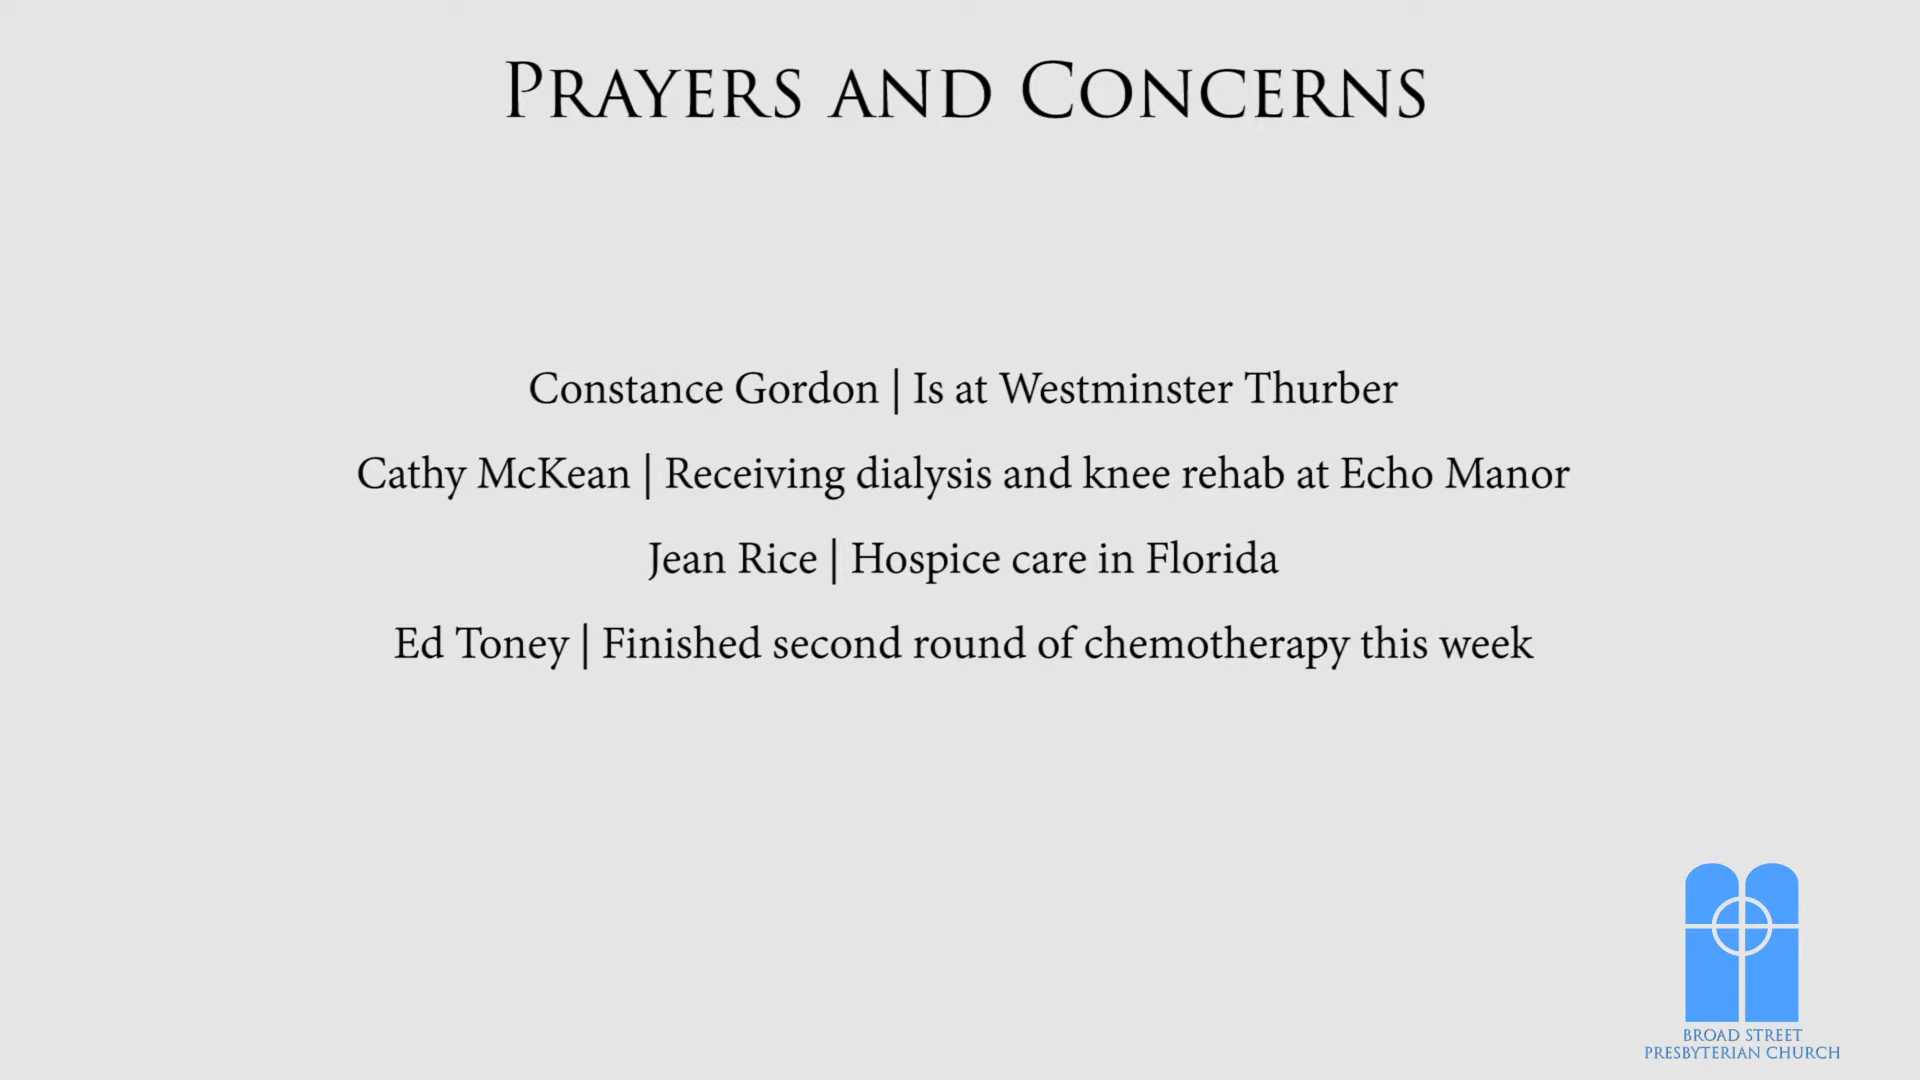 PRAYERS AND CONCERNS
Constance Gordon | Is at Westminster Thurber
Cathy McKean | Receiving dialysis and knee rehab at Echo Manor
Jean Rice | Hospice care in Florida
Ed Toney | Finished second round of chemotherapy this week
BROAD STREET
PRESBYTERIAN CHURCH